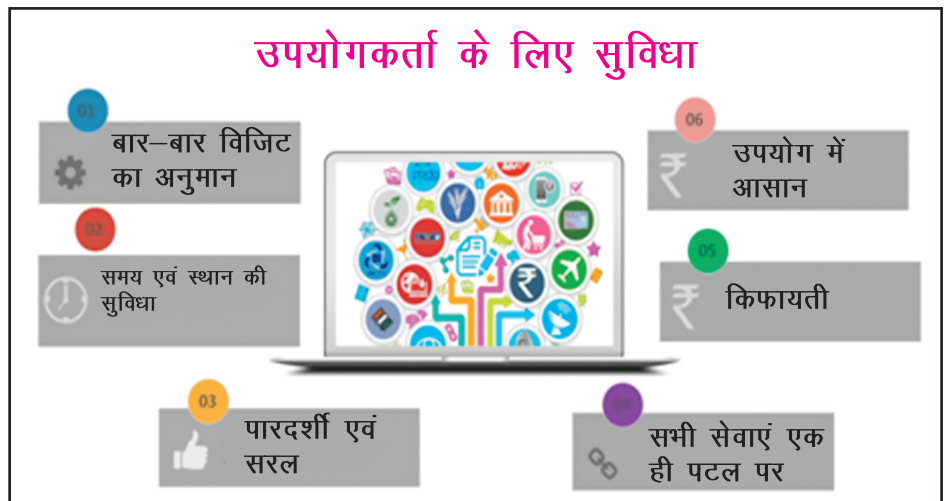 उपयोगकर्ता के लिए सुविधा
01
बार–बार विजिट
का अनुमान
02
समय एवं स्थान की
सुविधा
03
पारदर्शी एवं
सरल
04
सभी सेवाएं एक
ही पटल पर
05
₹
किफायती
06
₹
उपयोग में
आसान
₹